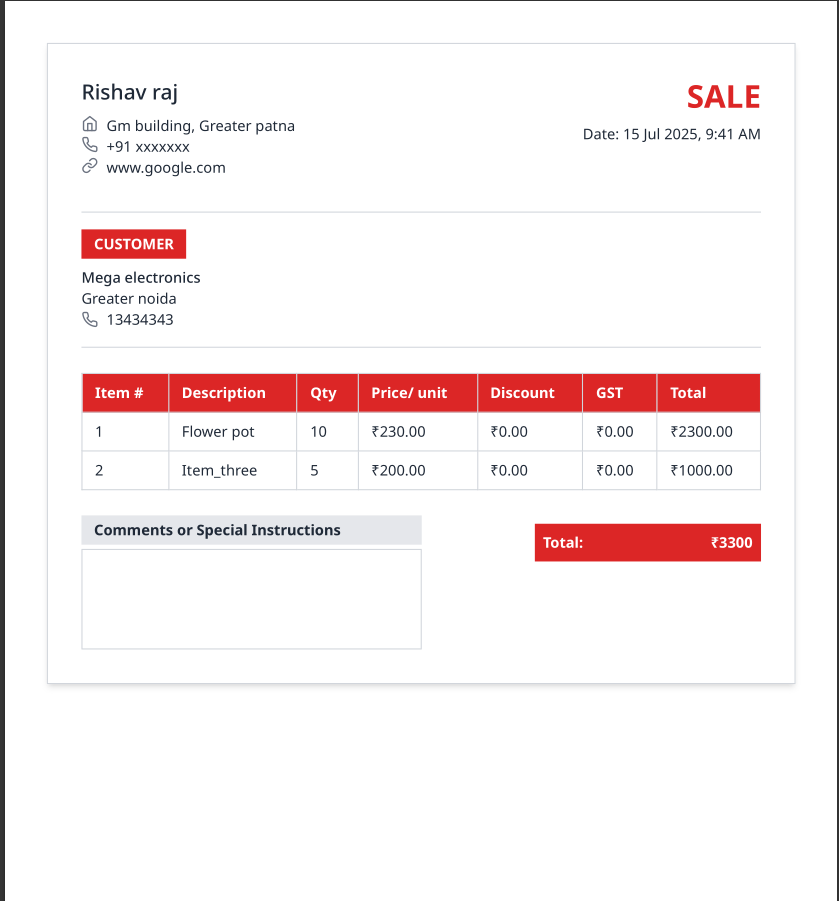 Rishav raj
SALE
Gm building, Greater patna
Date: 15 Jul 2025, 9:41 AM
+91 xxxxxxx
www.google.com
CUSTOMER
Mega electronics
Greater noida
13434343
Item # Description Qty Price/ unit Discount GST Total
1 Flower pot 10 ₹230.00 ₹0.00 ₹0.00 ₹2300.00
2 Item_three 5 ₹200.00 ₹0.00 ₹0.00 ₹1000.00
Comments or Special Instructions
Total: ₹3300